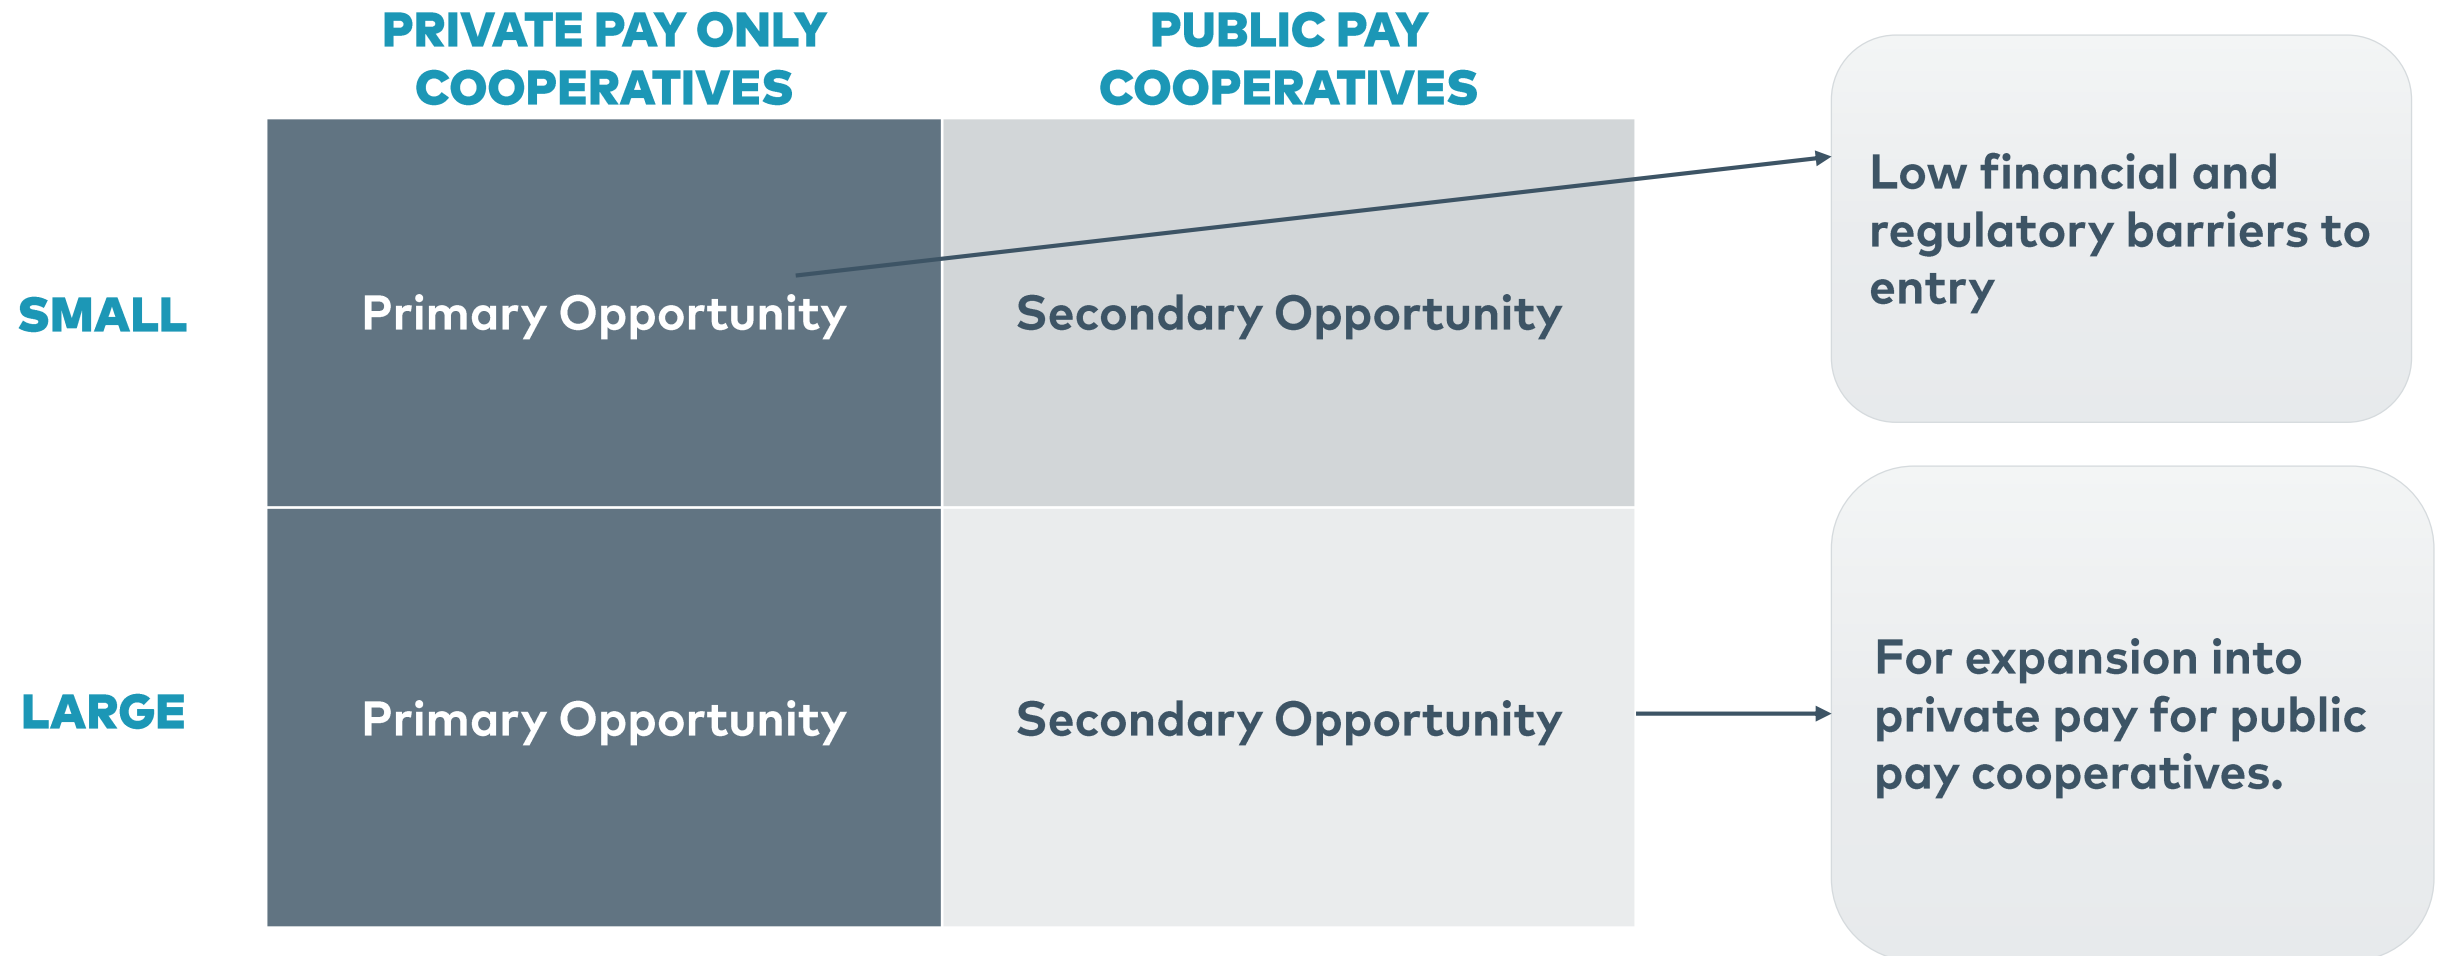 PRIVATE PAY ONLY
COOPERATIVES
PUBLIC PAY
COOPERATIVES
SMALL
Primary Opportunity
Secondary Opportunity
Low financial and
regulatory barriers to
entry
LARGE
Primary Opportunity
Secondary Opportunity
For expansion into
private pay for public
pay cooperatives.